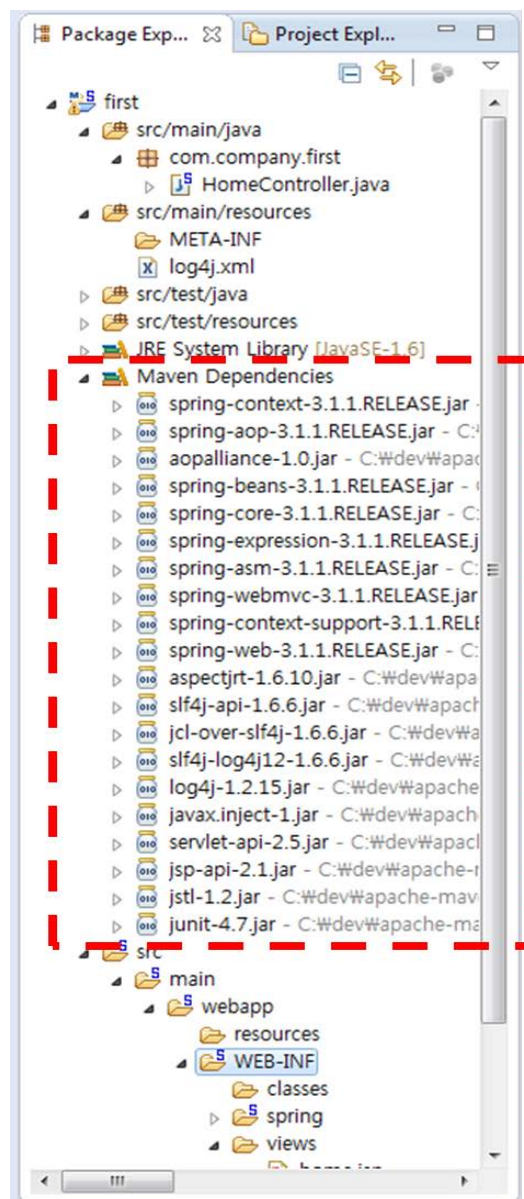 Package Exp... Project Expl...
first
src/main/java
com.company.first
HomeController.java
src/main/resources
META-INF
log4j.xml
src/test/java
src/test/resources
JRE System Library [JavaSE-1.6]
Maven Dependencies
spring-context-3.1.1.RELEASE.jar -
spring-aop-3.1.1.RELEASE.jar - C:₩
aopalliance-1.0.jar - C:₩dev₩apac
spring-beans-3.1.1.RELEASE.jar -
spring-core-3.1.1.RELEASE.jar - C:
spring-expression-3.1.1.RELEASE.j
spring-asm-3.1.1.RELEASE.jar - C:
spring-webmvc-3.1.1.RELEASE.jar
spring-context-support-3.1.1.RELE
spring-web-3.1.1.RELEASE.jar - C:
aspectjrt-1.6.10.jar - C:₩dev₩apa
slf4j-api-1.6.6.jar - C:₩dev₩apach
jcl-over-slf4j-1.6.6.jar - C:₩dev₩a
slf4j-log4j12-1.6.6.jar - C:₩dev₩a
log4j-1.2.15.jar - C:₩dev₩apache
javax.inject-1.jar - C:₩dev₩apach
servlet-api-2.5.jar - C:₩dev₩apacl
jsp-api-2.1.jar - C:₩dev₩apache-r
jstl-1.2.jar - C:₩dev₩apache-mav
junit-4.7.jar - C:₩dev₩apache-ma
src
main
webapp
resources
WEB-INF
classes
spring
views
home.jsp